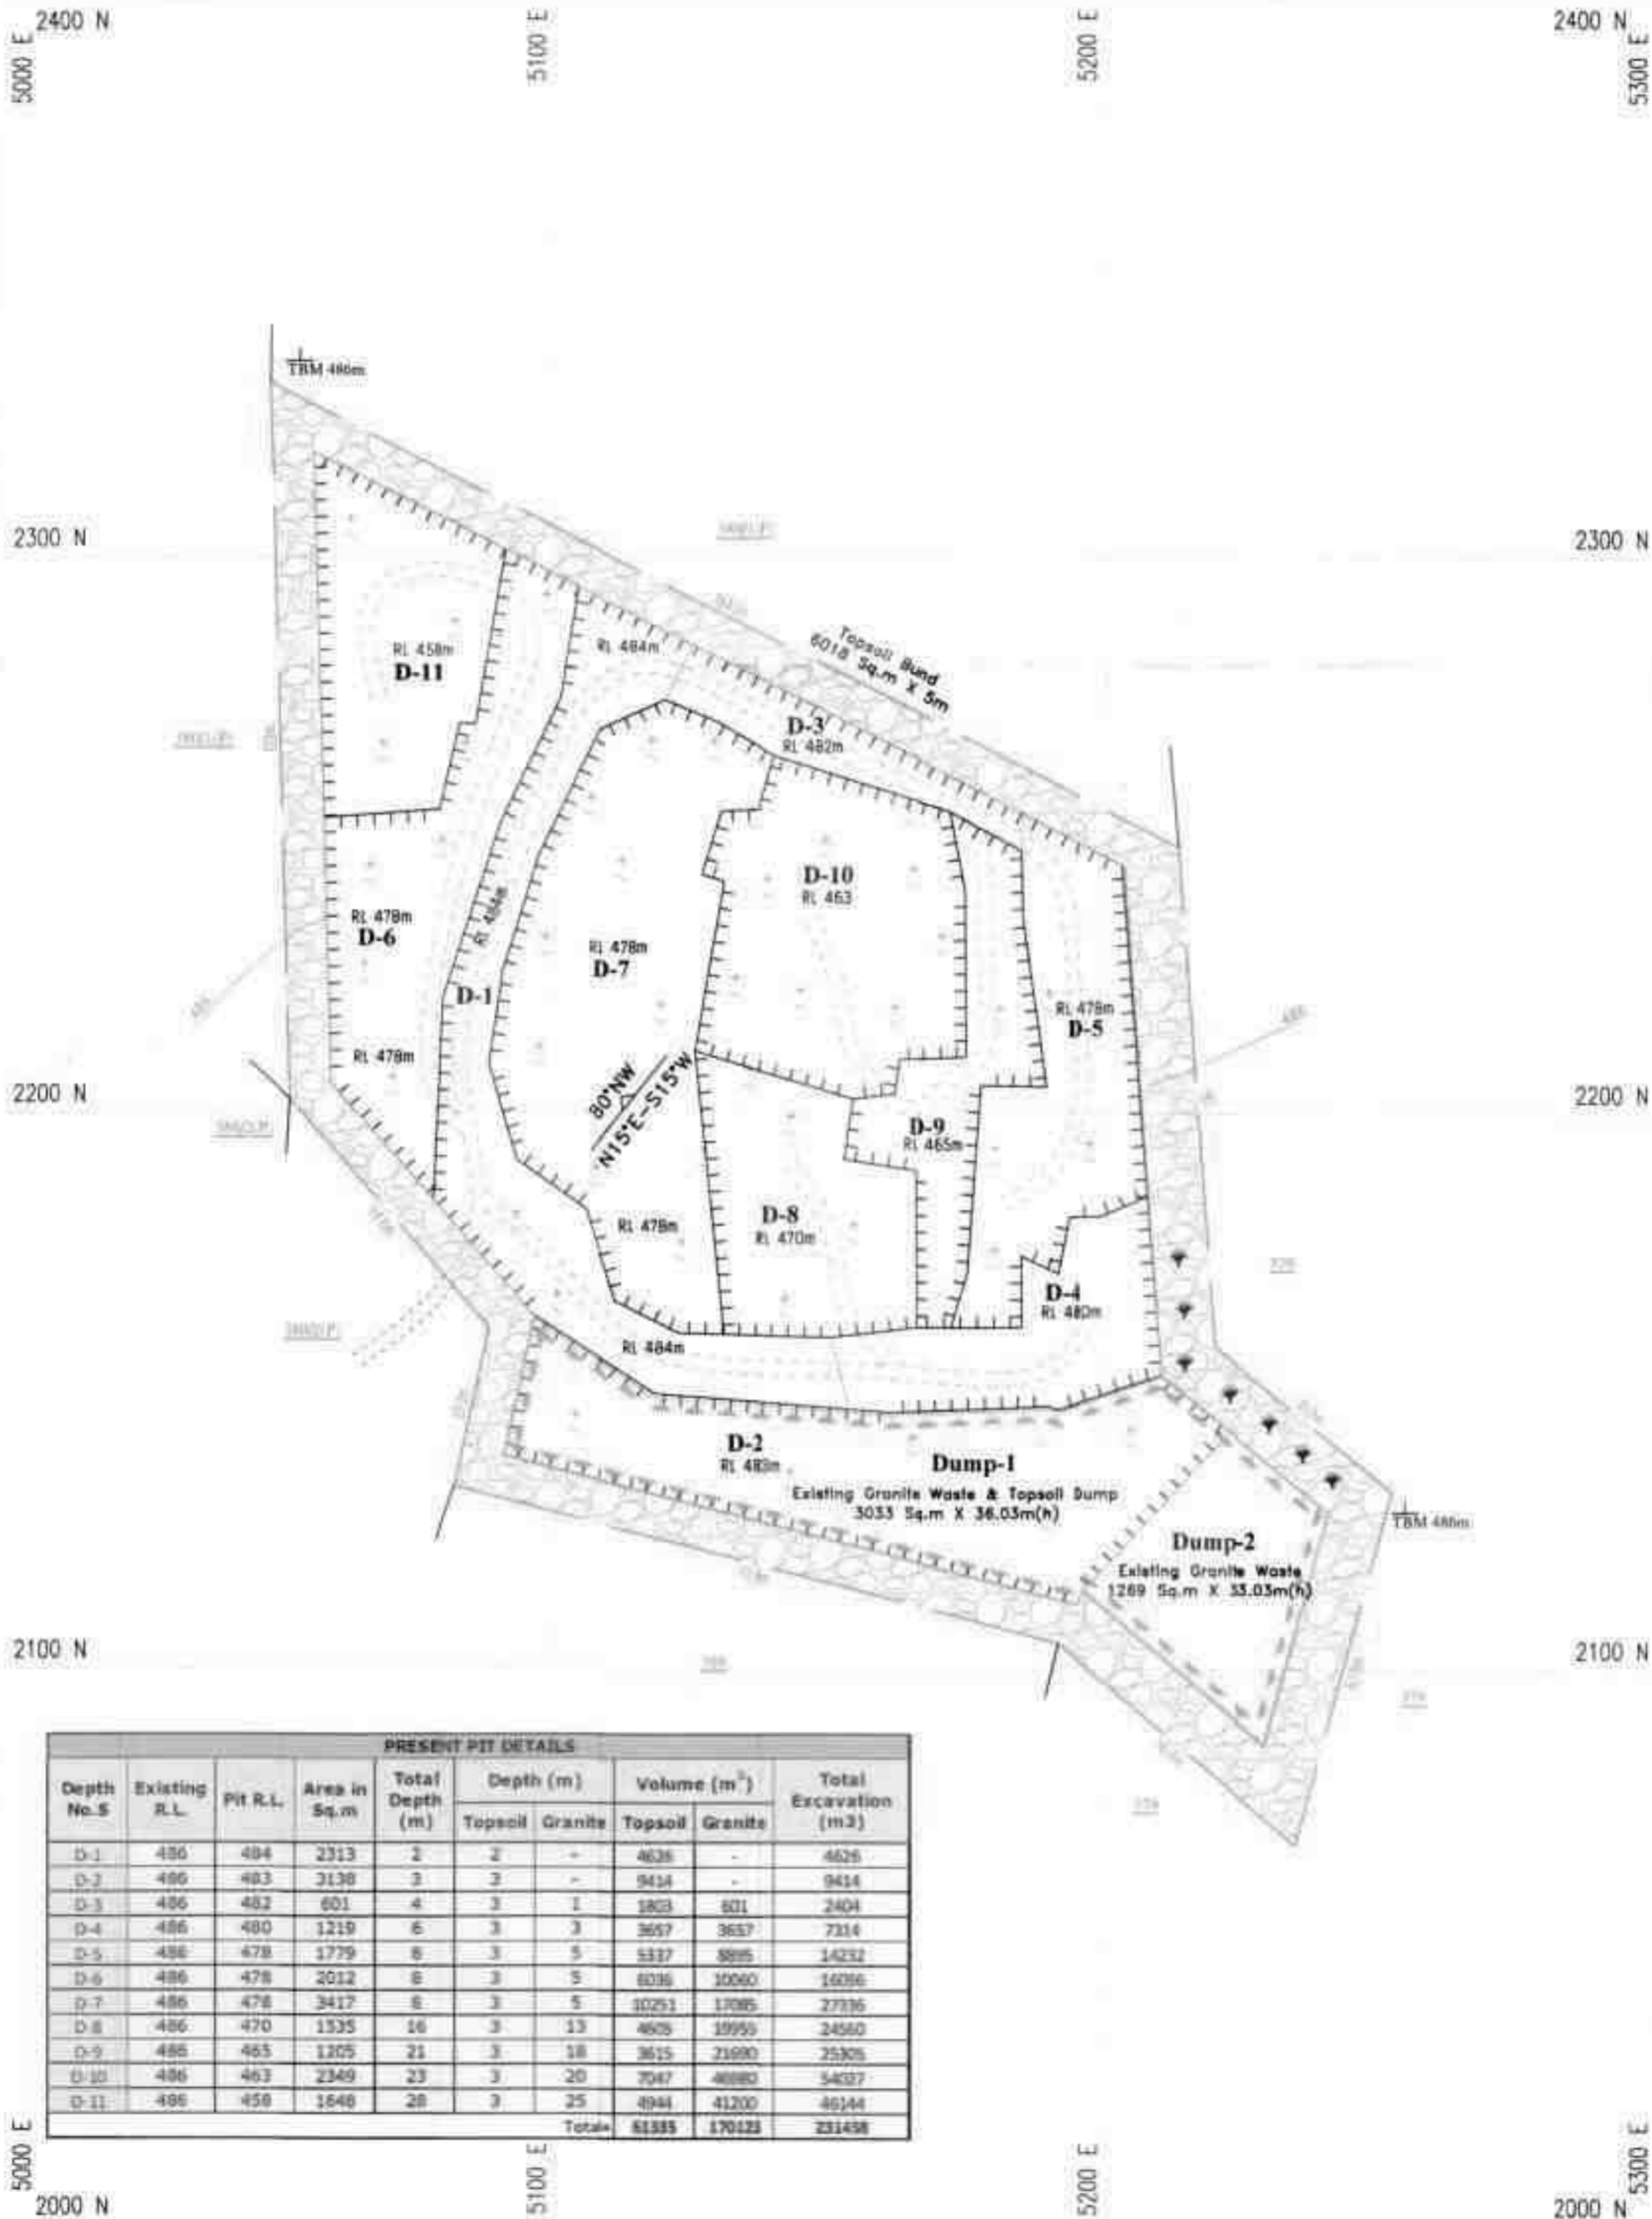 2400 N
2400 N
5000 E
5100 E
5200 E
5300 E
TBM 486m
2300 N
2300 N
Topsoil Bund
6018 Sq.m X 5m
RL 484m
RL 458m
D-11
D-3
RL 482m
D-10
RL 463
RL 478m
D-6
RL 484m
RL 478m
D-7
D-1
RL 478m
D-5
RL 478m
80°NW
N15°E-S15°W
2200 N
2200 N
D-9
RL 465m
D-8
RL 470m
RL 478m
D-4
RL 480m
RL 484m
D-2
RL 483m
Dump-1
Existing Granite Waste & Topsoil Dump
3033 Sq.m X 36.03m(h)
TBM 486m
Dump-2
Existing Granite Waste
1269 Sq.m X 33.03m(h)
2100 N
2100 N
PRESENT PIT DETAILS
Depth No.S Existing R.L. Pit R.L. Area in Sq.m Total Depth (m) Depth (m) Volume (m³) Total Excavation (m3)
Topsoil Granite Topsoil Granite
D-1 486 484 2313 2 2 - 4626 - 4626
D-2 486 483 3138 3 3 - 9414 - 9414
D-3 486 482 601 4 3 1 1803 601 2404
D-4 486 480 1219 6 3 3 3657 3657 7314
D-5 486 478 1779 8 3 5 5337 8895 14232
D-6 486 478 2012 8 3 5 6036 10060 16096
D-7 486 478 3417 8 3 5 10251 17085 27336
D-8 486 470 1535 16 3 13 4605 19955 24560
D-9 486 465 1205 21 3 18 3615 21690 25305
D-10 486 463 2349 23 3 20 7047 46980 54027
D-11 486 458 1648 28 3 25 4944 41200 46144
Total= 61335 170123 231458
5000 E
5100 E
5200 E
5300 E
2000 N
2000 N